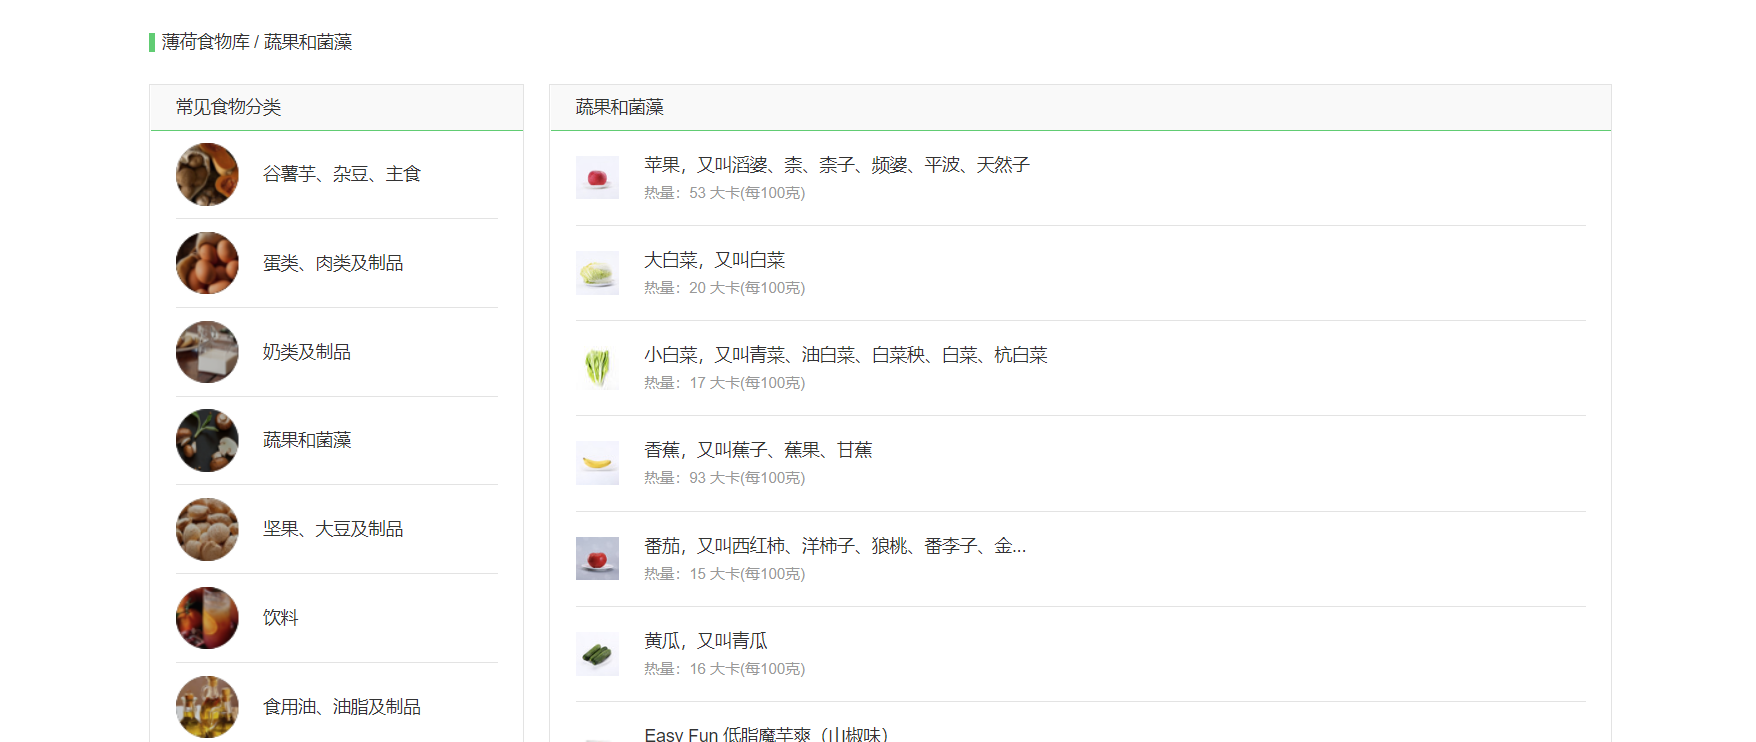 薄荷食物库 / 蔬果和菌藻
常见食物分类
谷薯芋、杂豆、主食
蛋类、肉类及制品
奶类及制品
蔬果和菌藻
坚果、大豆及制品
饮料
食用油、油脂及制品
蔬果和菌藻
苹果，又叫滔婆、柰、柰子、频婆、平波、天然子
热量：53 大卡(每100克)
大白菜，又叫白菜
热量：20 大卡(每100克)
小白菜，又叫青菜、油白菜、白菜秧、白菜、杭白菜
热量：17 大卡(每100克)
香蕉，又叫蕉子、蕉果、甘蕉
热量：93 大卡(每100克)
番茄，又叫西红柿、洋柿子、狼桃、番李子、金...
热量：15 大卡(每100克)
黄瓜，又叫青瓜
热量：16 大卡(每100克)
Easy Fun 低脂魔芋爽（山椒味）